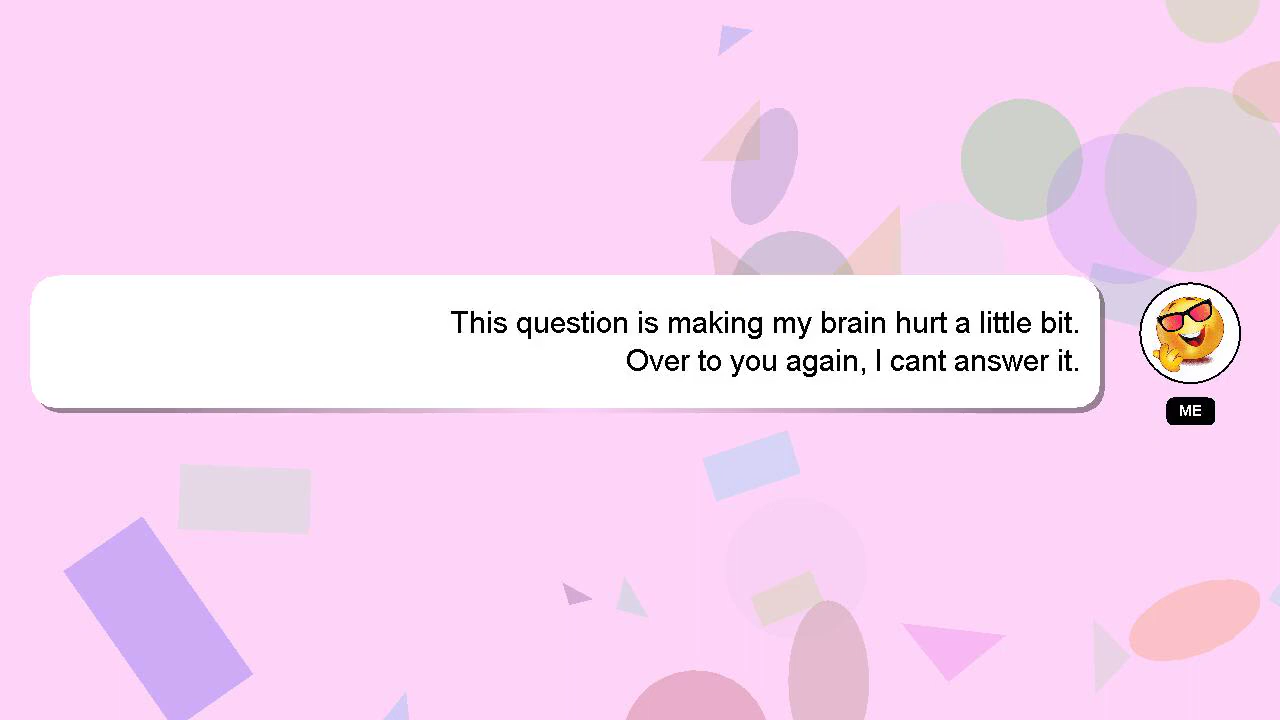 This question is making my brain hurt a little bit.
Over to you again, I cant answer it.
ME